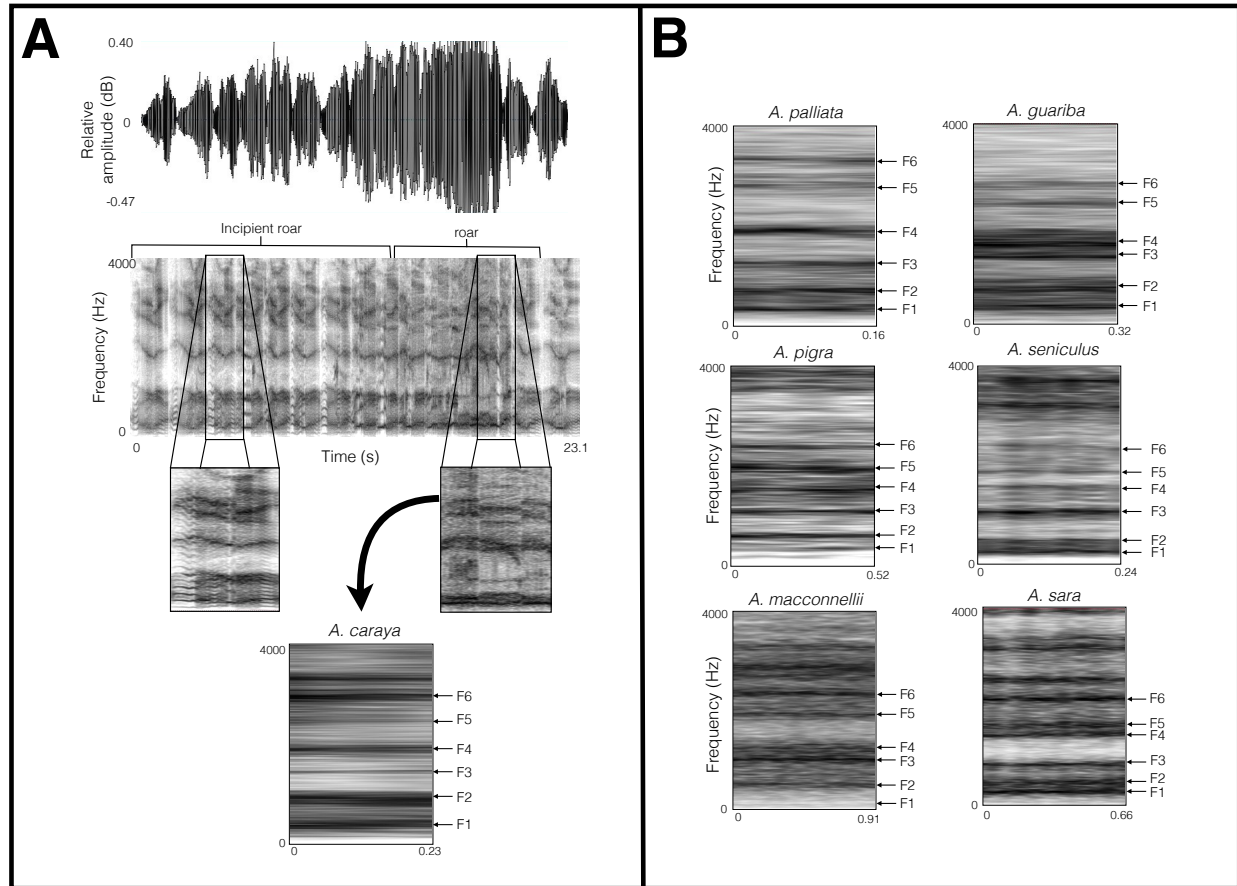 A
0.40
Relative
amplitude (dB)
0
-0.47
Incipient roar
roar
4000
Frequency (Hz)
0
0
Time (s)
23.1
A. caraya
4000
F6
F5
F4
F3
F2
F1
0
0
0.23
B
A. palliata
4000
Frequency (Hz)
F6
F5
F4
F3
F2
F1
0
0
0.16
A. guariba
4000
F6
F5
F4
F3
F2
F1
0
0
0.32
A. pigra
4000
Frequency (Hz)
F6
F5
F4
F3
F2
F1
0
0
0.52
A. seniculus
4000
F6
F5
F4
F3
F2
F1
0
0
0.24
A. macconnellii
4000
Frequency (Hz)
F6
F5
F4
F3
F2
F1
0
0
0.91
A. sara
4000
F6
F5
F4
F3
F2
F1
0
0
0.66